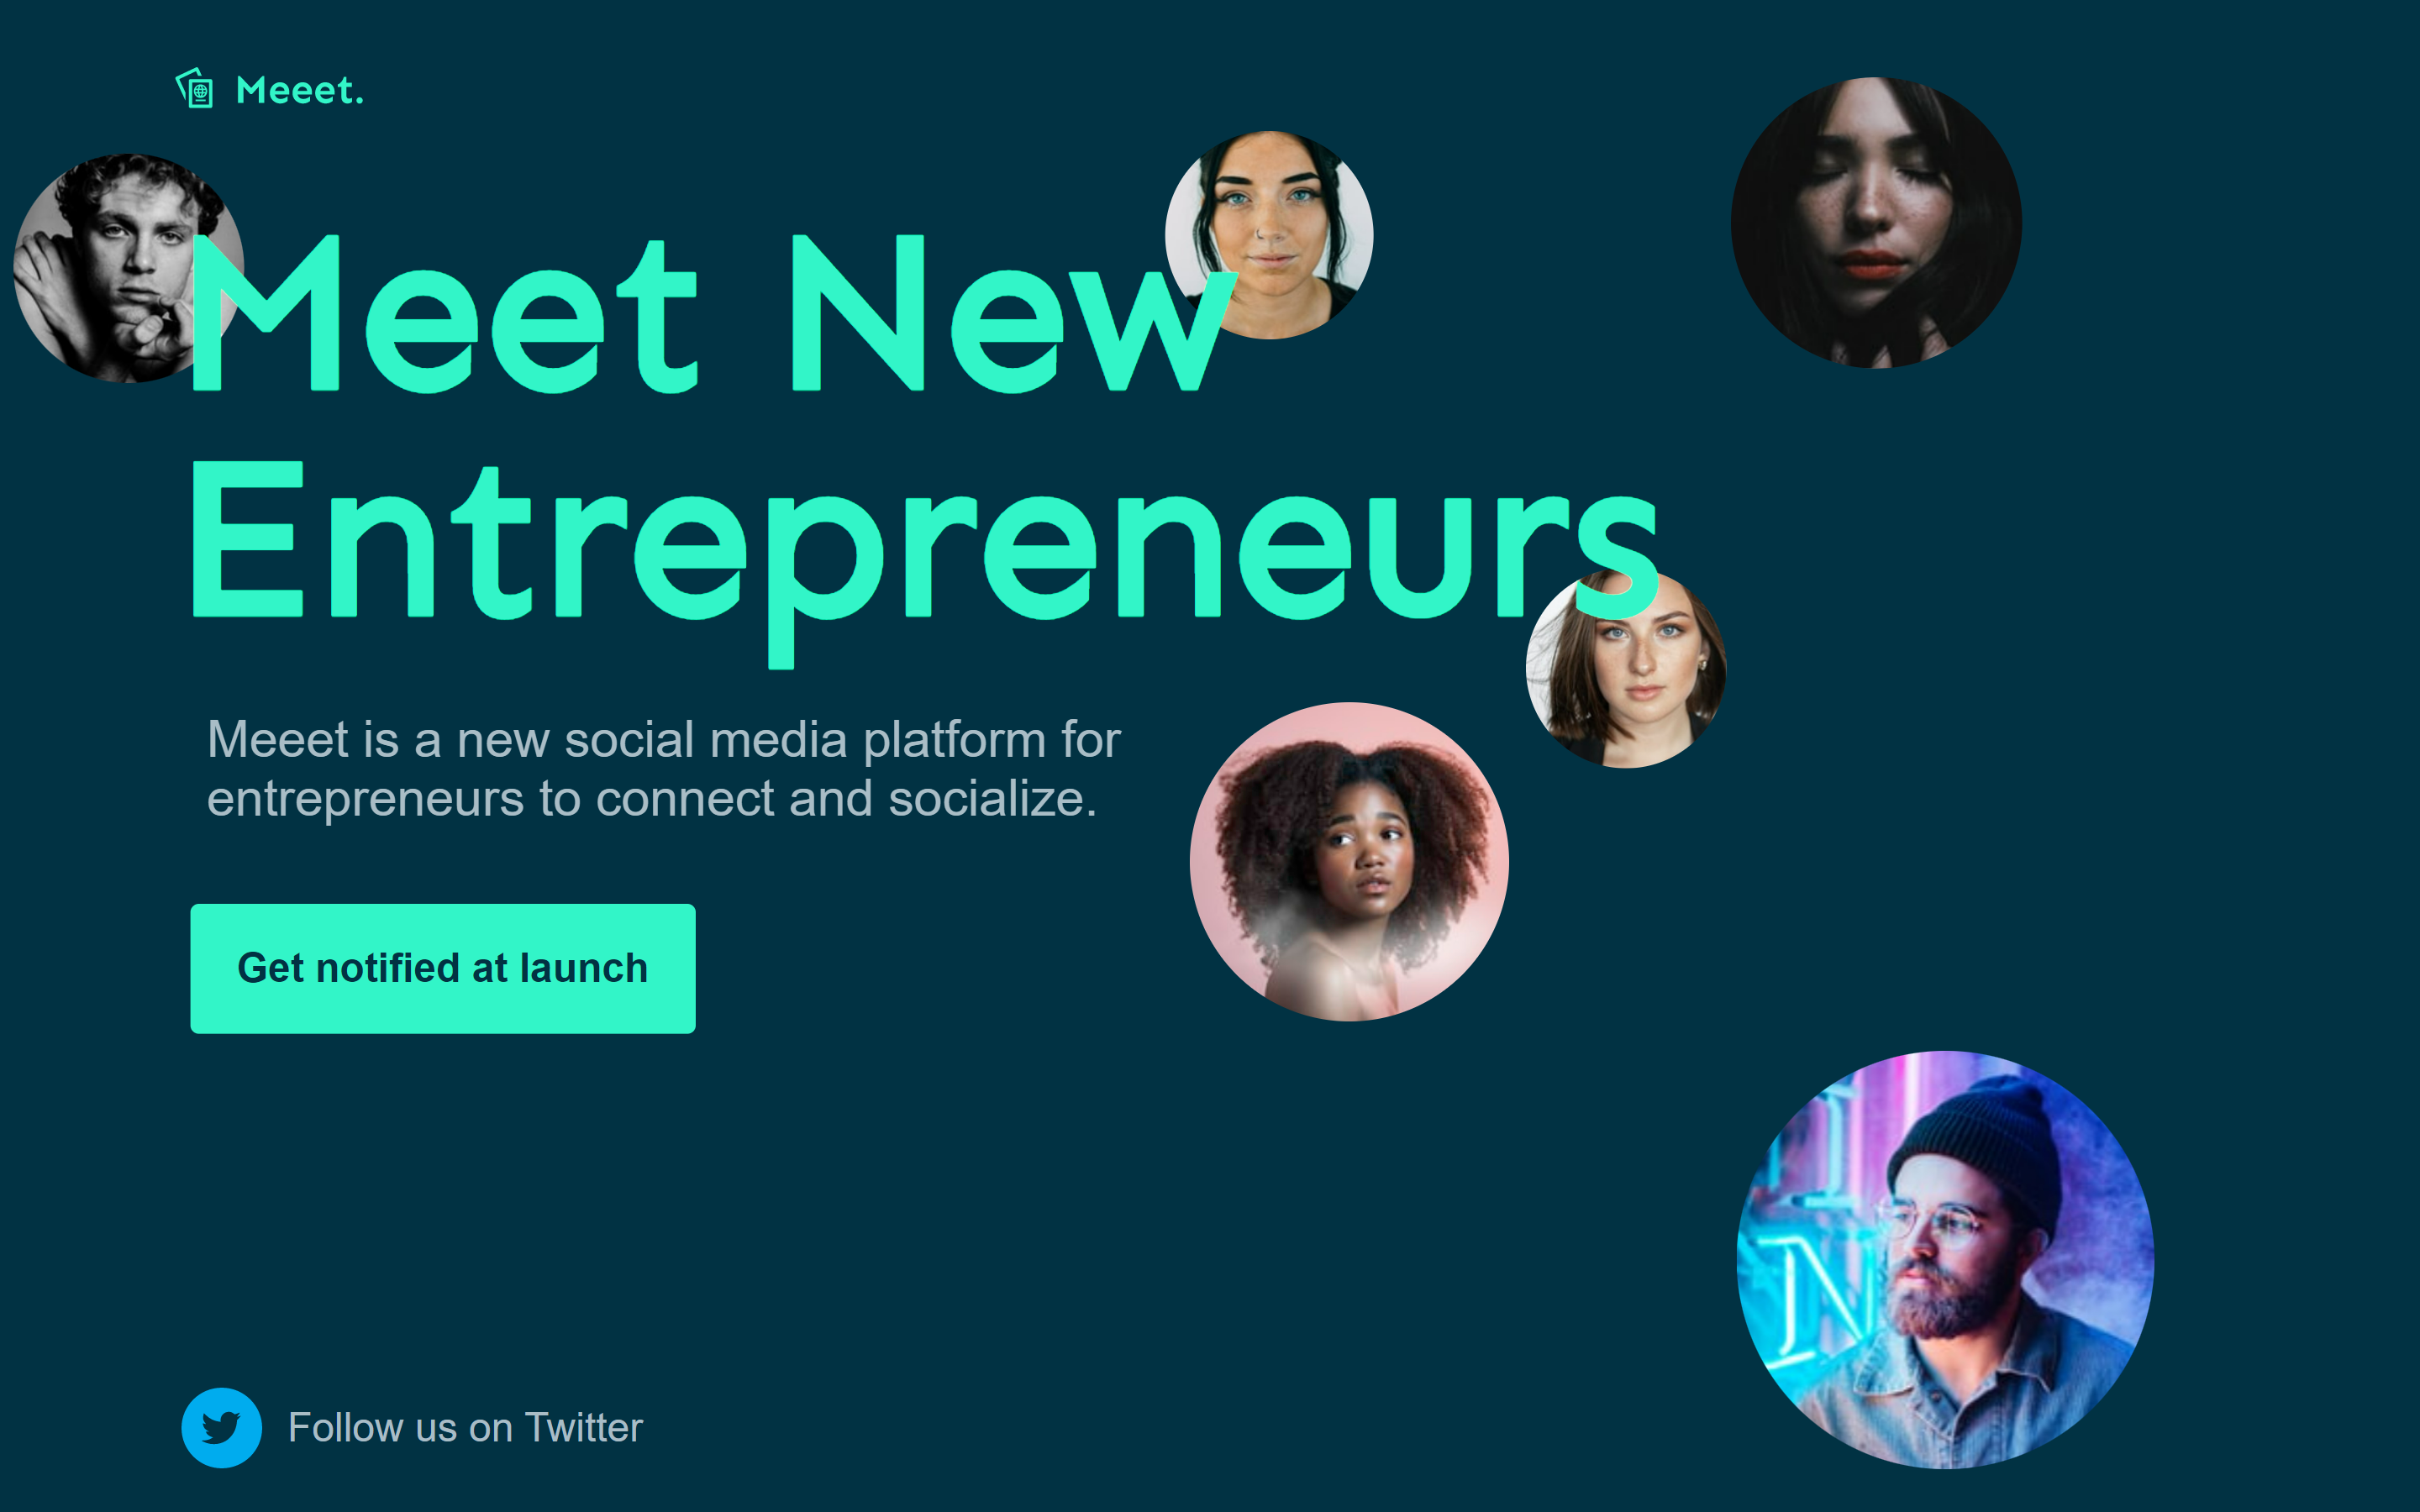 Meeet.
Meet New
Entrepreneurs
Meeet is a new social media platform for
entrepreneurs to connect and socialize.
Get notified at launch
N
Follow us on Twitter